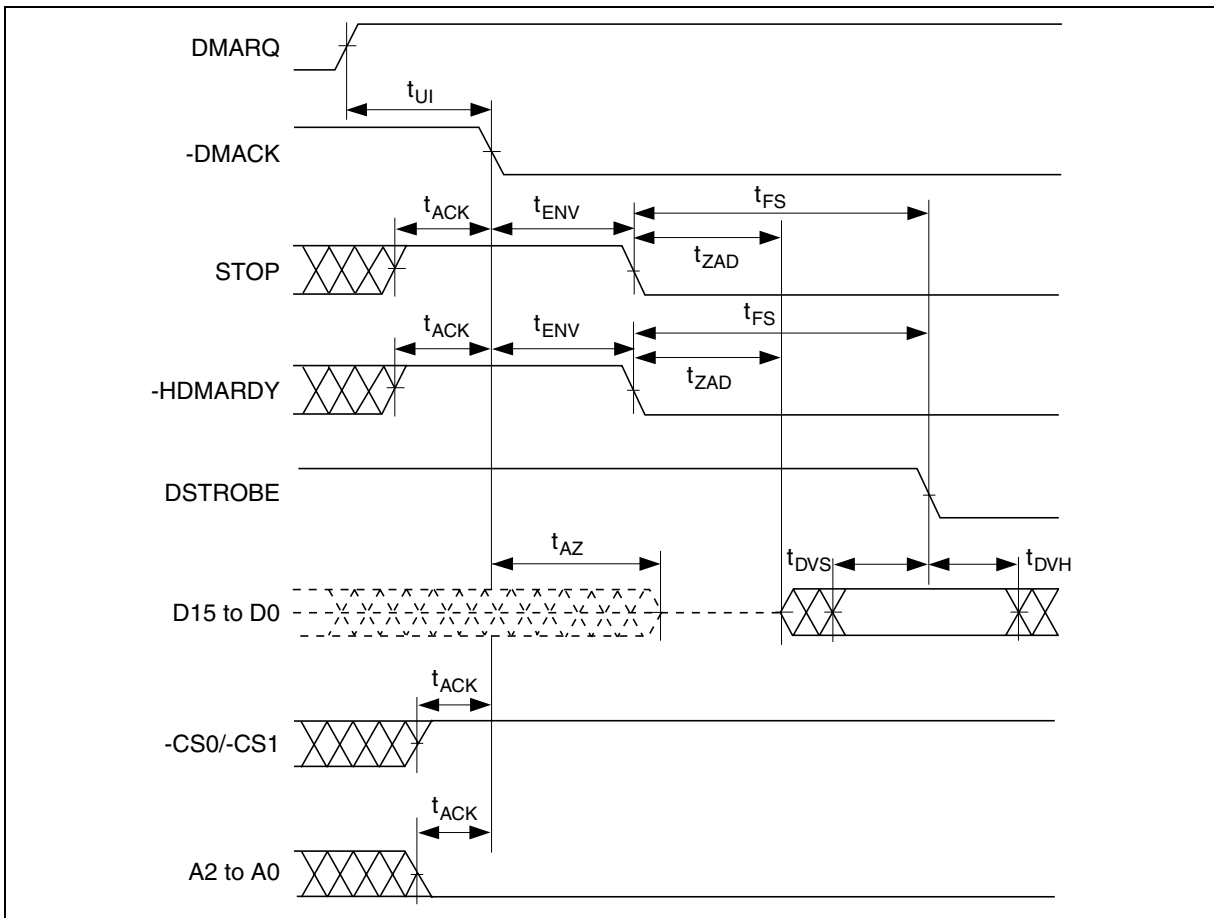 DMARQ
tUI
-DMACK
tACK tENV tFS
tZAD
STOP
tACK tENV tFS
tZAD
-HDMARDY
DSTROBE
tAZ
tDVS tDVH
D15 to D0
tACK
-CS0/-CS1
tACK
A2 to A0